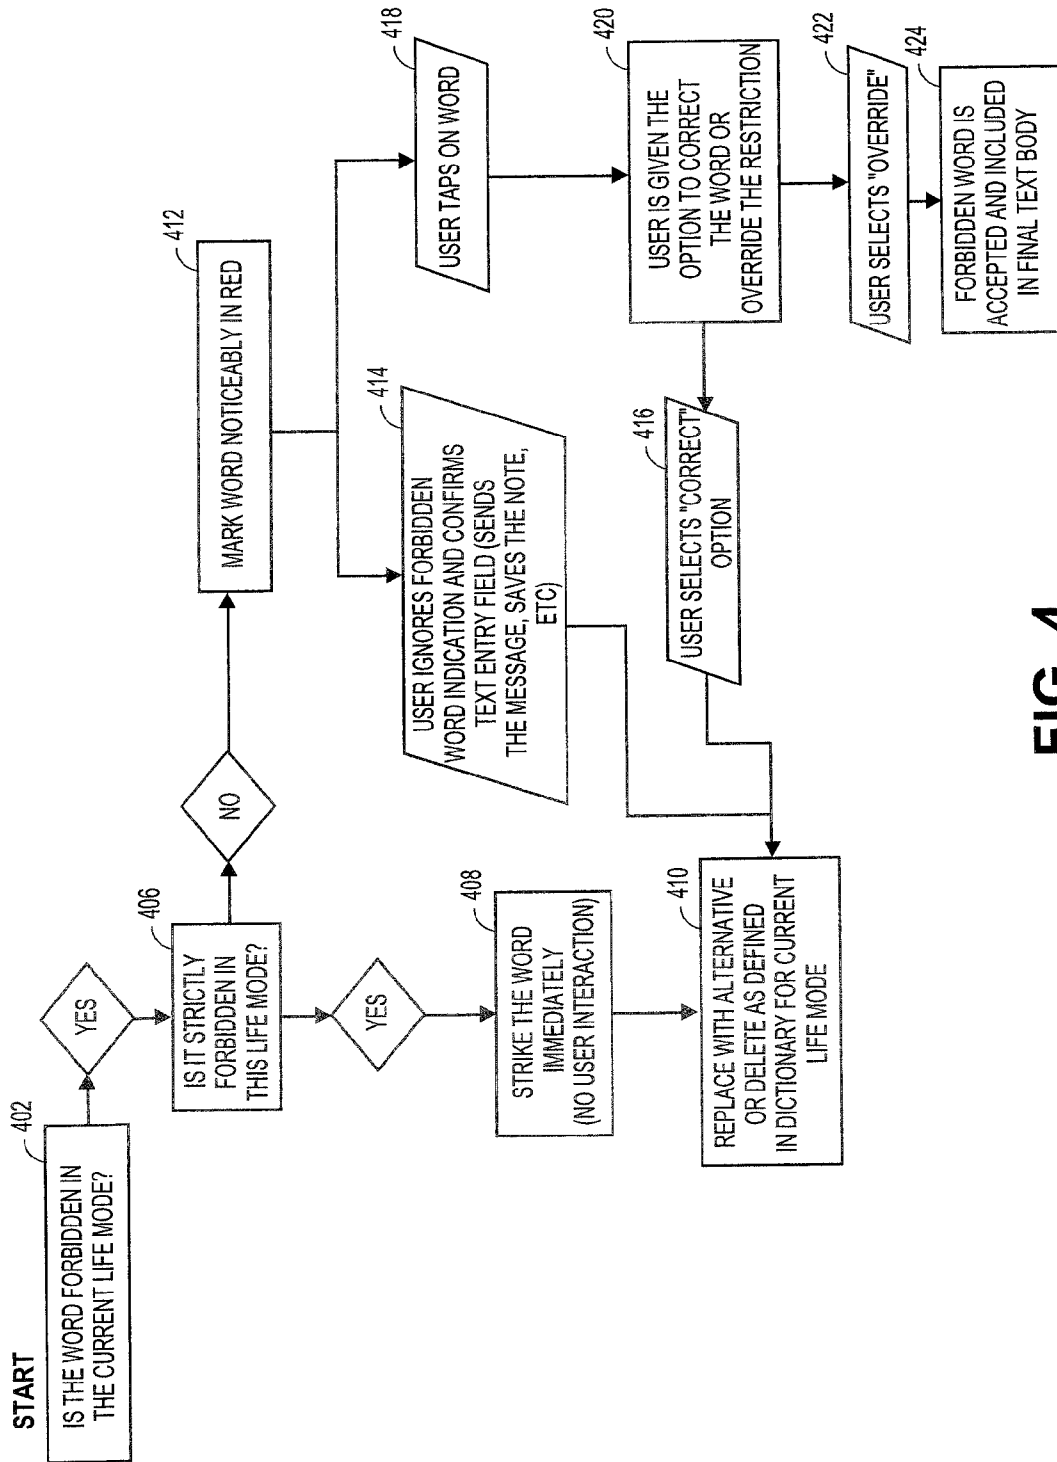 START
402
IS THE WORD FORBIDDEN IN
THE CURRENT LIFE MODE?
YES
406
IS IT STRICTLY
FORBIDDEN IN
THIS LIFE MODE?
NO
412
MARK WORD NOTICEABLY IN RED
YES
408
STRIKE THE WORD
IMMEDIATELY
(NO USER INTERACTION)
414
USER IGNORES FORBIDDEN
WORD INDICATION AND CONFIRMS
TEXT ENTRY FIELD (SENDS
THE MESSAGE, SAVES THE NOTE,
ETC)
418
USER TAPS ON WORD
410
REPLACE WITH ALTERNATIVE
OR DELETE AS DEFINED
IN DICTIONARY FOR CURRENT
LIFE MODE
416
USER SELECTS "CORRECT"
OPTION
420
USER IS GIVEN THE
OPTION TO CORRECT
THE WORD OR
OVERRIDE THE RESTRICTION
422
USER SELECTS "OVERRIDE"
424
FORBIDDEN WORD IS
ACCEPTED AND INCLUDED
IN FINAL TEXT BODY
FIG. 4